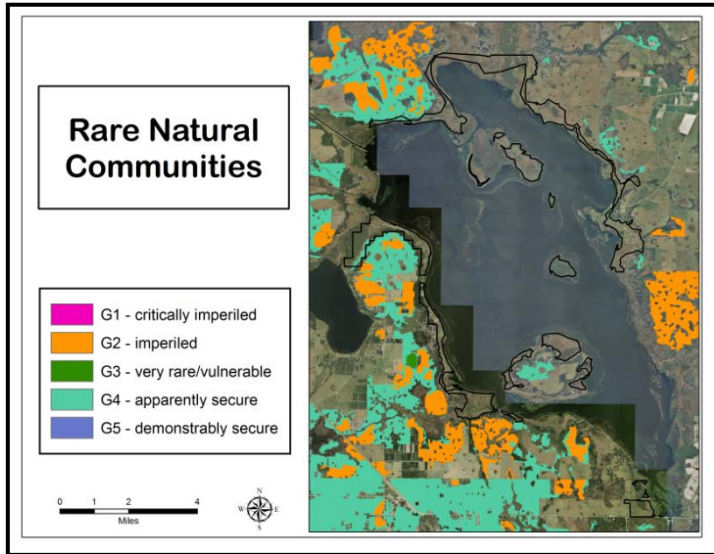 Rare Natural
Communities
G1 - critically imperiled
G2 - imperiled
G3 - very rare/vulnerable
G4 - apparently secure
G5 - demonstrably secure
0 1 2 4
Miles
N
W E
S